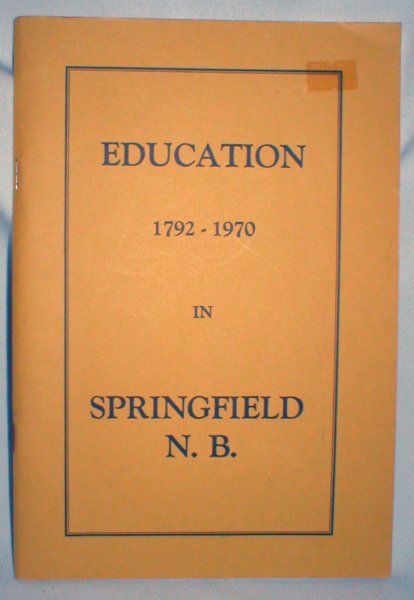 EDUCATION
1792 - 1970
IN
SPRINGFIELD
N. B.